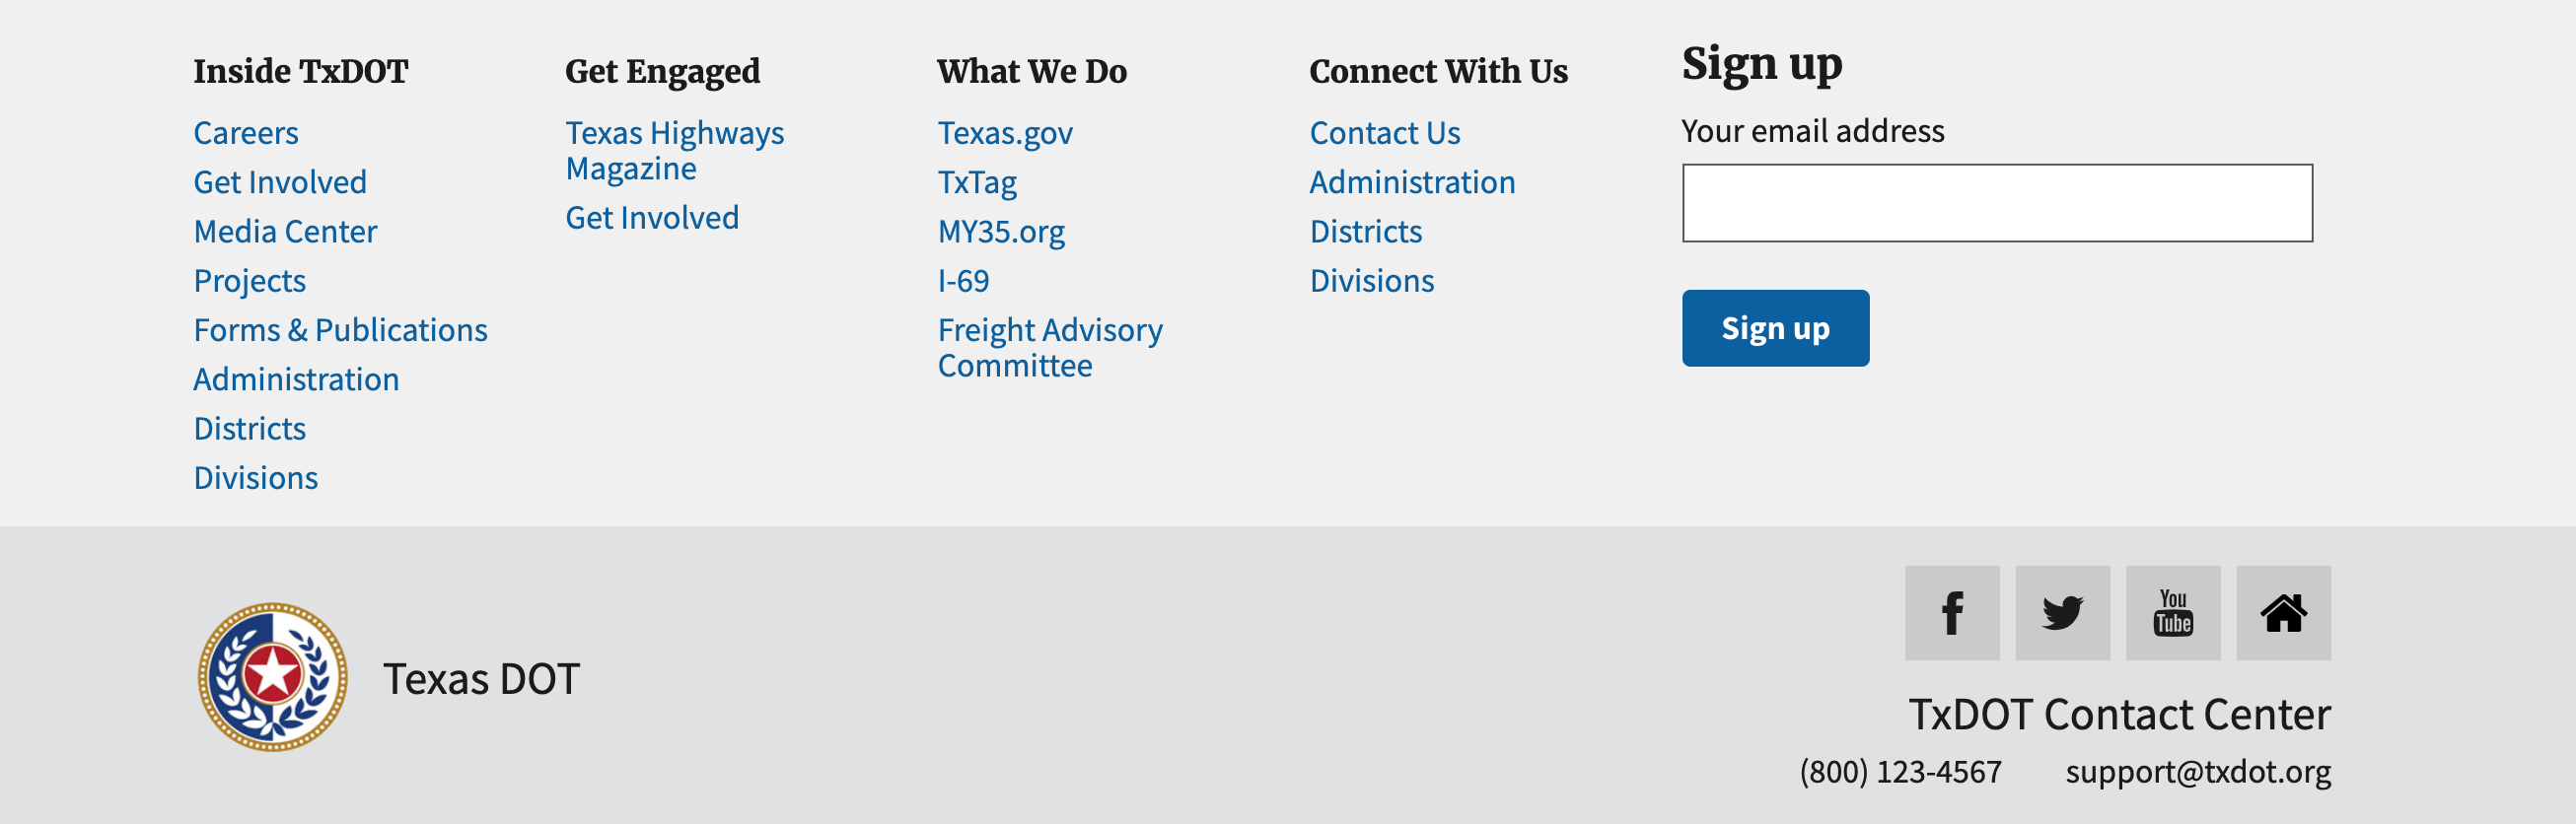 Inside TxDOT
Careers
Get Involved
Media Center
Projects
Forms & Publications
Administration
Districts
Divisions
Get Engaged
Texas Highways
Magazine
Get Involved
What We Do
Texas.gov
TxTag
MY35.org
I-69
Freight Advisory
Committee
Connect With Us
Contact Us
Administration
Districts
Divisions
Sign up
Your email address
Sign up
Texas DOT
f
You
Tube
TxDOT Contact Center
(800) 123-4567 support@txdot.org